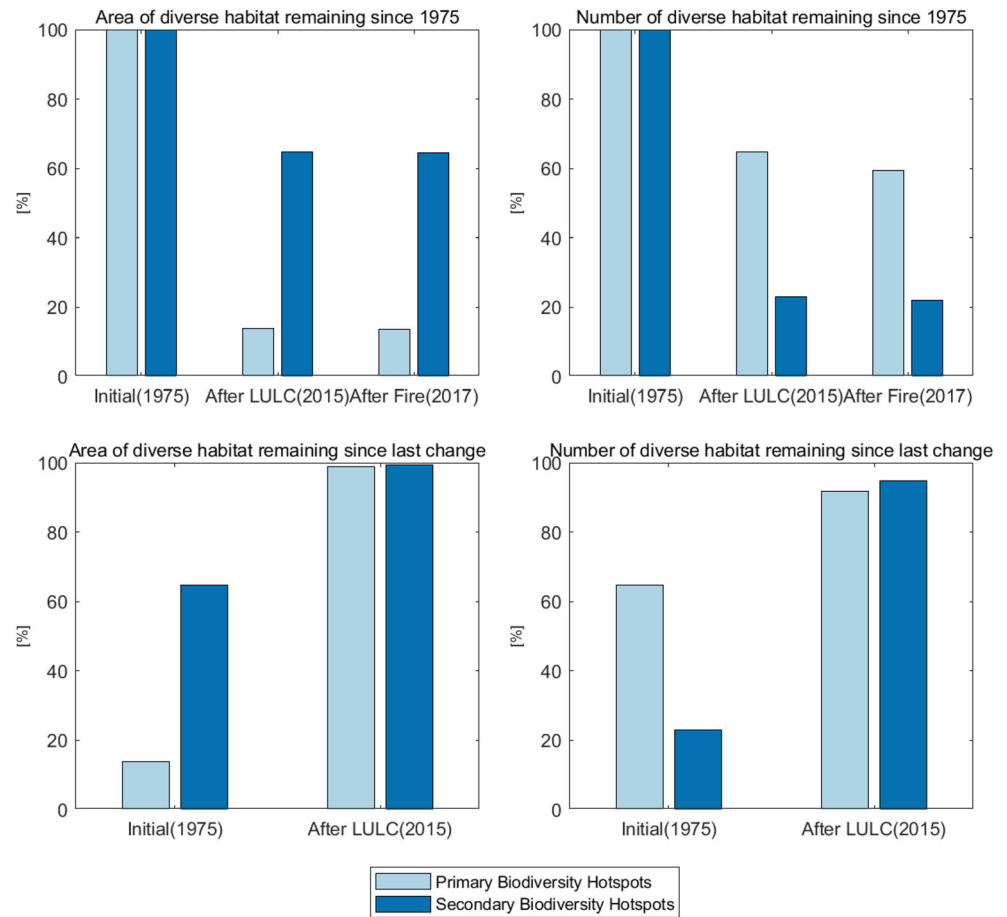 Area of diverse habitat remaining since 1975
100
80
60
40
20
0
[%]
Initial(1975) After LULC(2015) After Fire(2017)
Number of diverse habitat remaining since 1975
100
80
60
40
20
0
[%]
Initial(1975) After LULC(2015) After Fire(2017)
Area of diverse habitat remaining since last change
100
80
60
40
20
0
[%]
Initial(1975) After LULC(2015)
Number of diverse habitat remaining since last change
100
80
60
40
20
0
[%]
Initial(1975) After LULC(2015)
Primary Biodiversity Hotspots
Secondary Biodiversity Hotspots